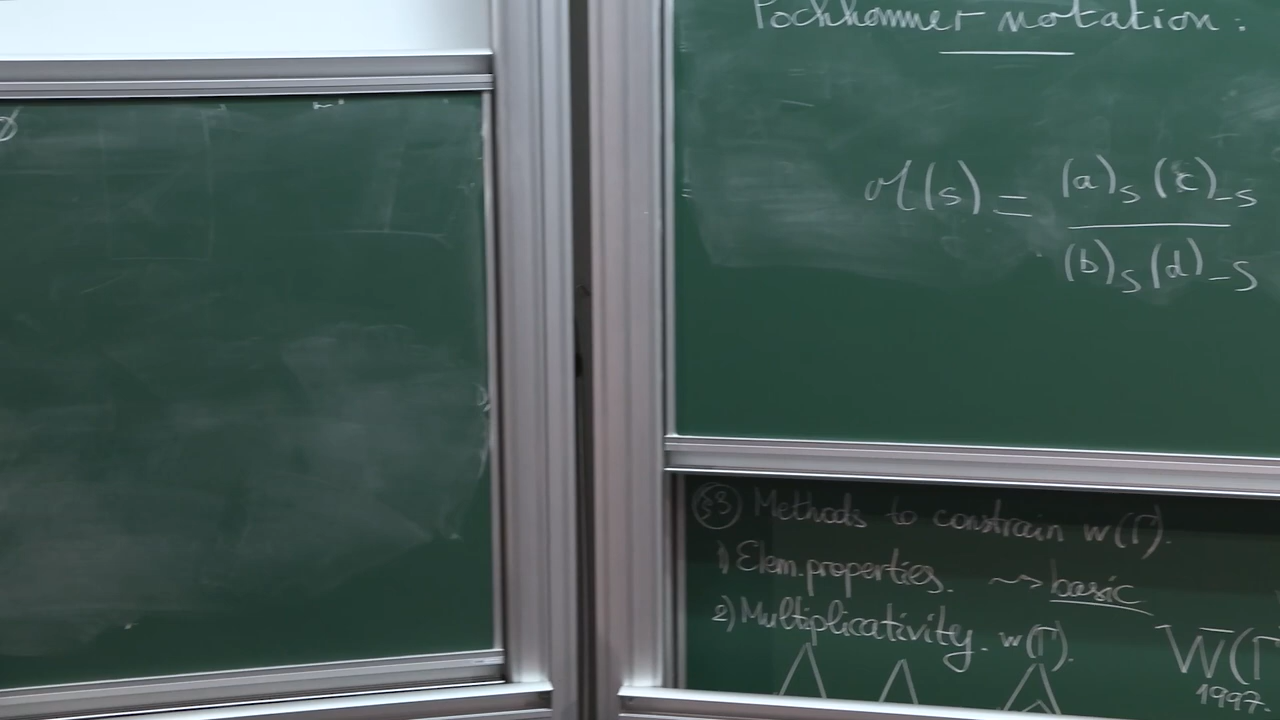 Pochhammer notation:
M(s) = (a)_s (c)_-s
(b)_s (d)_-s
§3 Methods to constrain w(Γ).
1) Elem. properties. ⇝ basic
2) Multiplicativity. w(Γ).
W(Γ
1997.